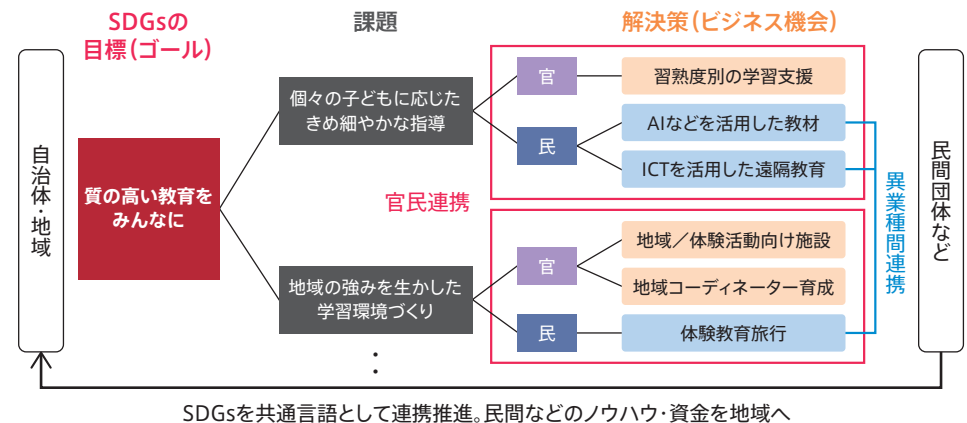 SDGsの
目標(ゴール)
課題
解決策(ビジネス機会)
自治体・地域
質の高い教育を
みんなに
個々の子どもに応じた
きめ細やかな指導
官
習熟度別の学習支援
民
AIなどを活用した教材
ICTを活用した遠隔教育
官民連携
地域の強みを生かした
学習環境づくり
官
地域/体験活動向け施設
地域コーディネーター育成
民
体験教育旅行
異業種間連携
民間団体など
SDGsを共通言語として連携推進。民間などのノウハウ・資金を地域へ